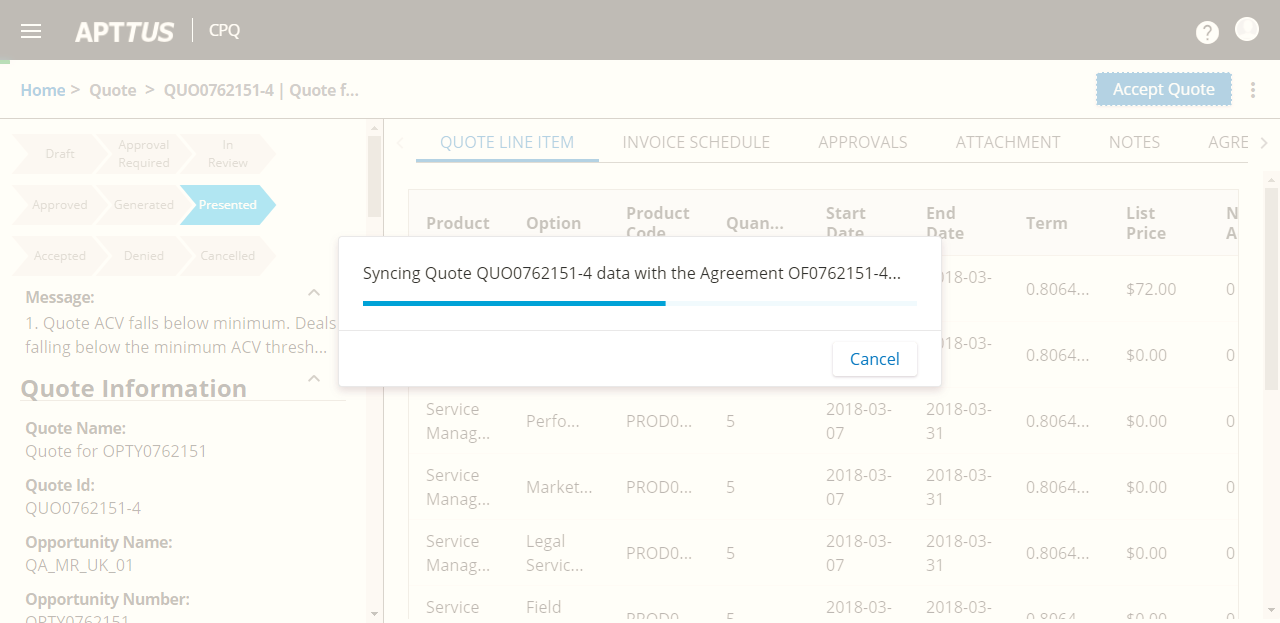 APTTUS CPQ
?
Home > Quote > QUO0762151-4 | Quote f...
Accept Quote
Draft
Approval Required
In Review
Approved
Generated
Presented
Accepted
Denied
Cancelled
Message:
1. Quote ACV falls below minimum. Deals
falling below the minimum ACV thresh...
Quote Information
Quote Name:
Quote for OPTY0762151
Quote Id:
QUO0762151-4
Opportunity Name:
QA_MR_UK_01
Opportunity Number:
OPTY0762151
QUOTE LINE ITEM INVOICE SCHEDULE APPROVALS ATTACHMENT NOTES AGRE
Product Option Product Code Quan... Start Date End Date Term List Price N A
2018-03- 0.8064... $72.00 0
2018-03- 0.8064... $0.00 0
Syncing Quote QUO0762151-4 data with the Agreement OF0762151-4...
Cancel
Service Manag... Perfo... PROD0... 5 2018-03-07 2018-03-31 0.8064... $0.00 0
Service Manag... Market... PROD0... 5 2018-03-07 2018-03-31 0.8064... $0.00 0
Service Manag... Legal Servic... PROD0... 5 2018-03-07 2018-03-31 0.8064... $0.00 0
Service Field PROD0... 5 2018-03- 2018-03- 0.8064... $0.00 0